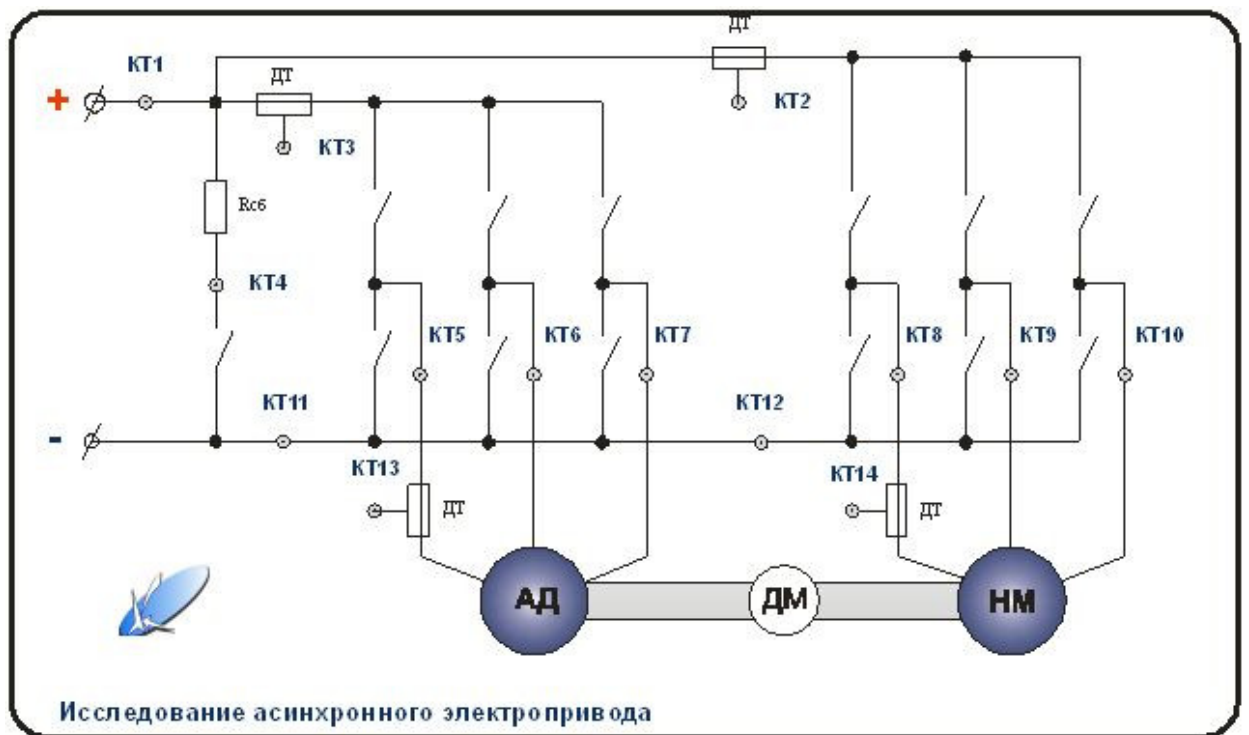 ДТ
КТ1
ДТ
+
КТ2
КТ3
Rсб
КТ4
КТ5
КТ6
КТ7
КТ8
КТ9
КТ10
КТ11
КТ12
-
КТ13
КТ14
ДТ
ДТ
АД
ДМ
НМ
Исследование асинхронного электропривода